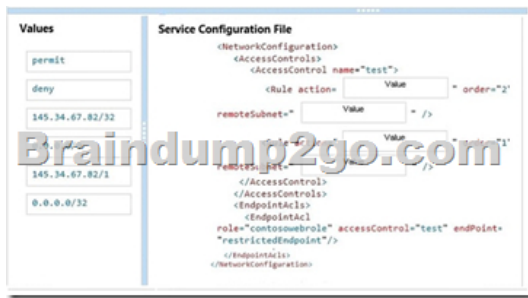 Values
permit
deny
145.34.67.82/32
145.34.67.82/1
0.0.0.0/32
Service Configuration File
<NetworkConfiguration>
<AccessControls>
<AccessControl name="test">
<Rule action= Value " order="2"
remoteSubnet=" Value " />
Value "1"
" />
</AccessControl>
</AccessControls>
<EndpointAcls>
<EndpointAcl
role="contosowebrole" accessControl="test" endPoint=
"restrictedEndpoint"/>
</EndpointAcls>
</NetworkConfiguration>
Braindump2go.com